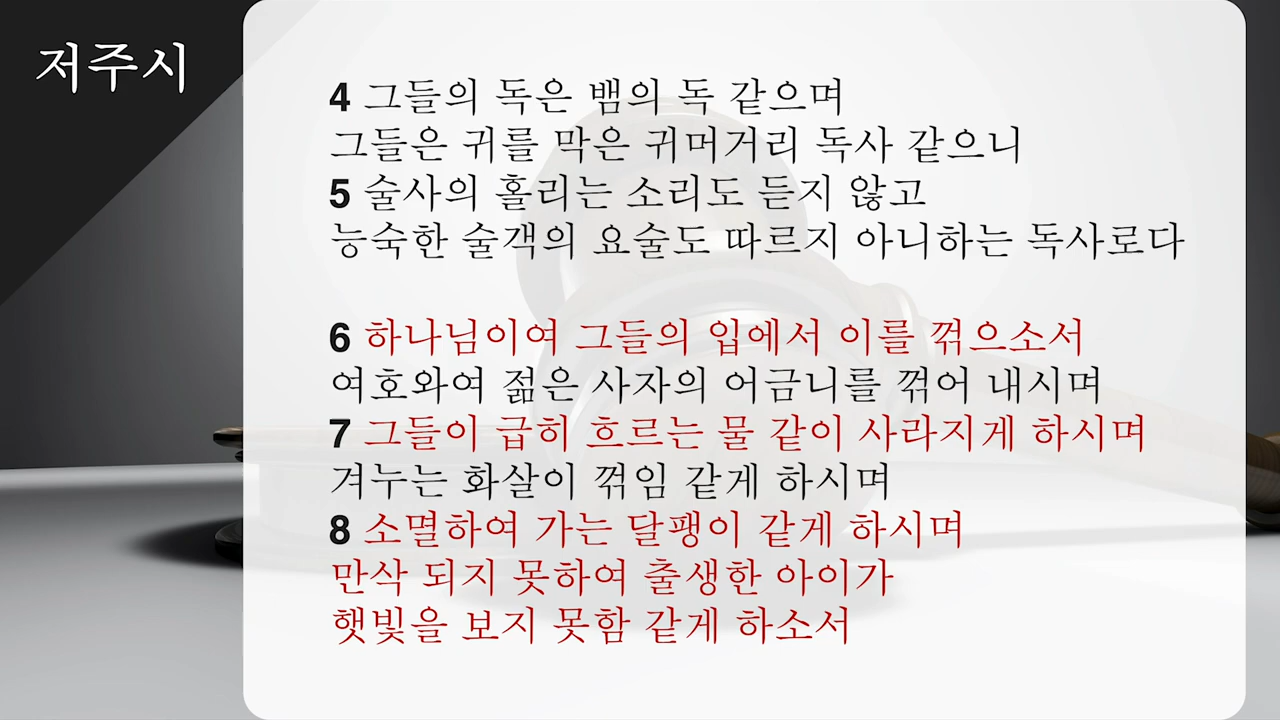 저주시
4 그들의 독은 뱀의 독 같으며
그들은 귀를 막은 귀머거리 독사 같으니
5 술사의 홀리는 소리도 듣지 않고
능숙한 술객의 요술도 따르지 아니하는 독사로다
6 하나님이여 그들의 입에서 이를 꺾으소서
여호와여 젊은 사자의 어금니를 꺾어 내시며
7 그들이 급히 흐르는 물 같이 사라지게 하시며
겨누는 화살이 꺾임 같게 하시며
8 소멸하여 가는 달팽이 같게 하시며
만삭 되지 못하여 출생한 아이가
햇빛을 보지 못함 같게 하소서